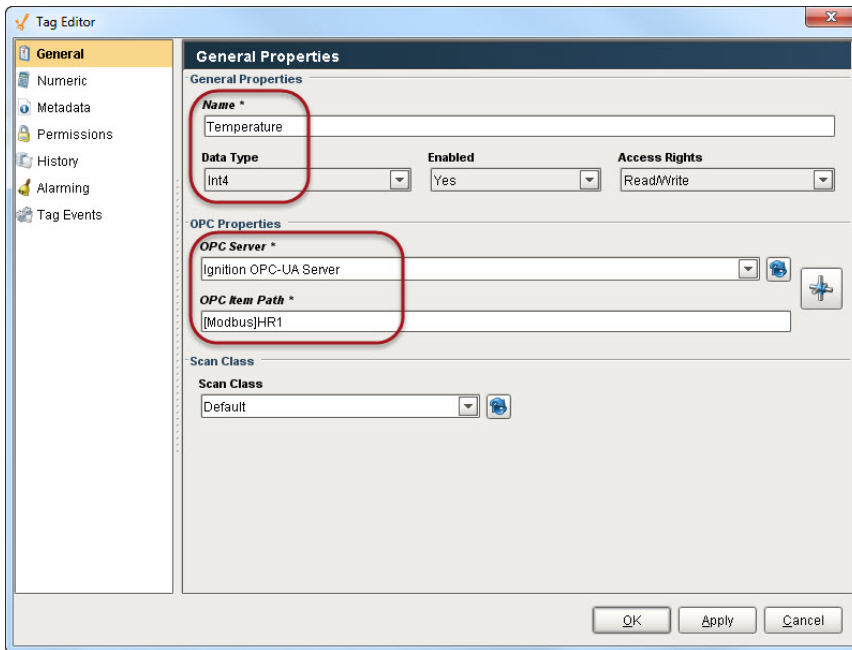 Tag Editor
General
Numeric
Metadata
Permissions
History
Alarming
Tag Events
General Properties
General Properties
Name *
Temperature
Data Type Enabled Access Rights
Int4 Yes Read/Write
OPC Properties
OPC Server *
Ignition OPC-UA Server
OPC Item Path *
[Modbus]HR1
Scan Class
Scan Class
Default
OK Apply Cancel